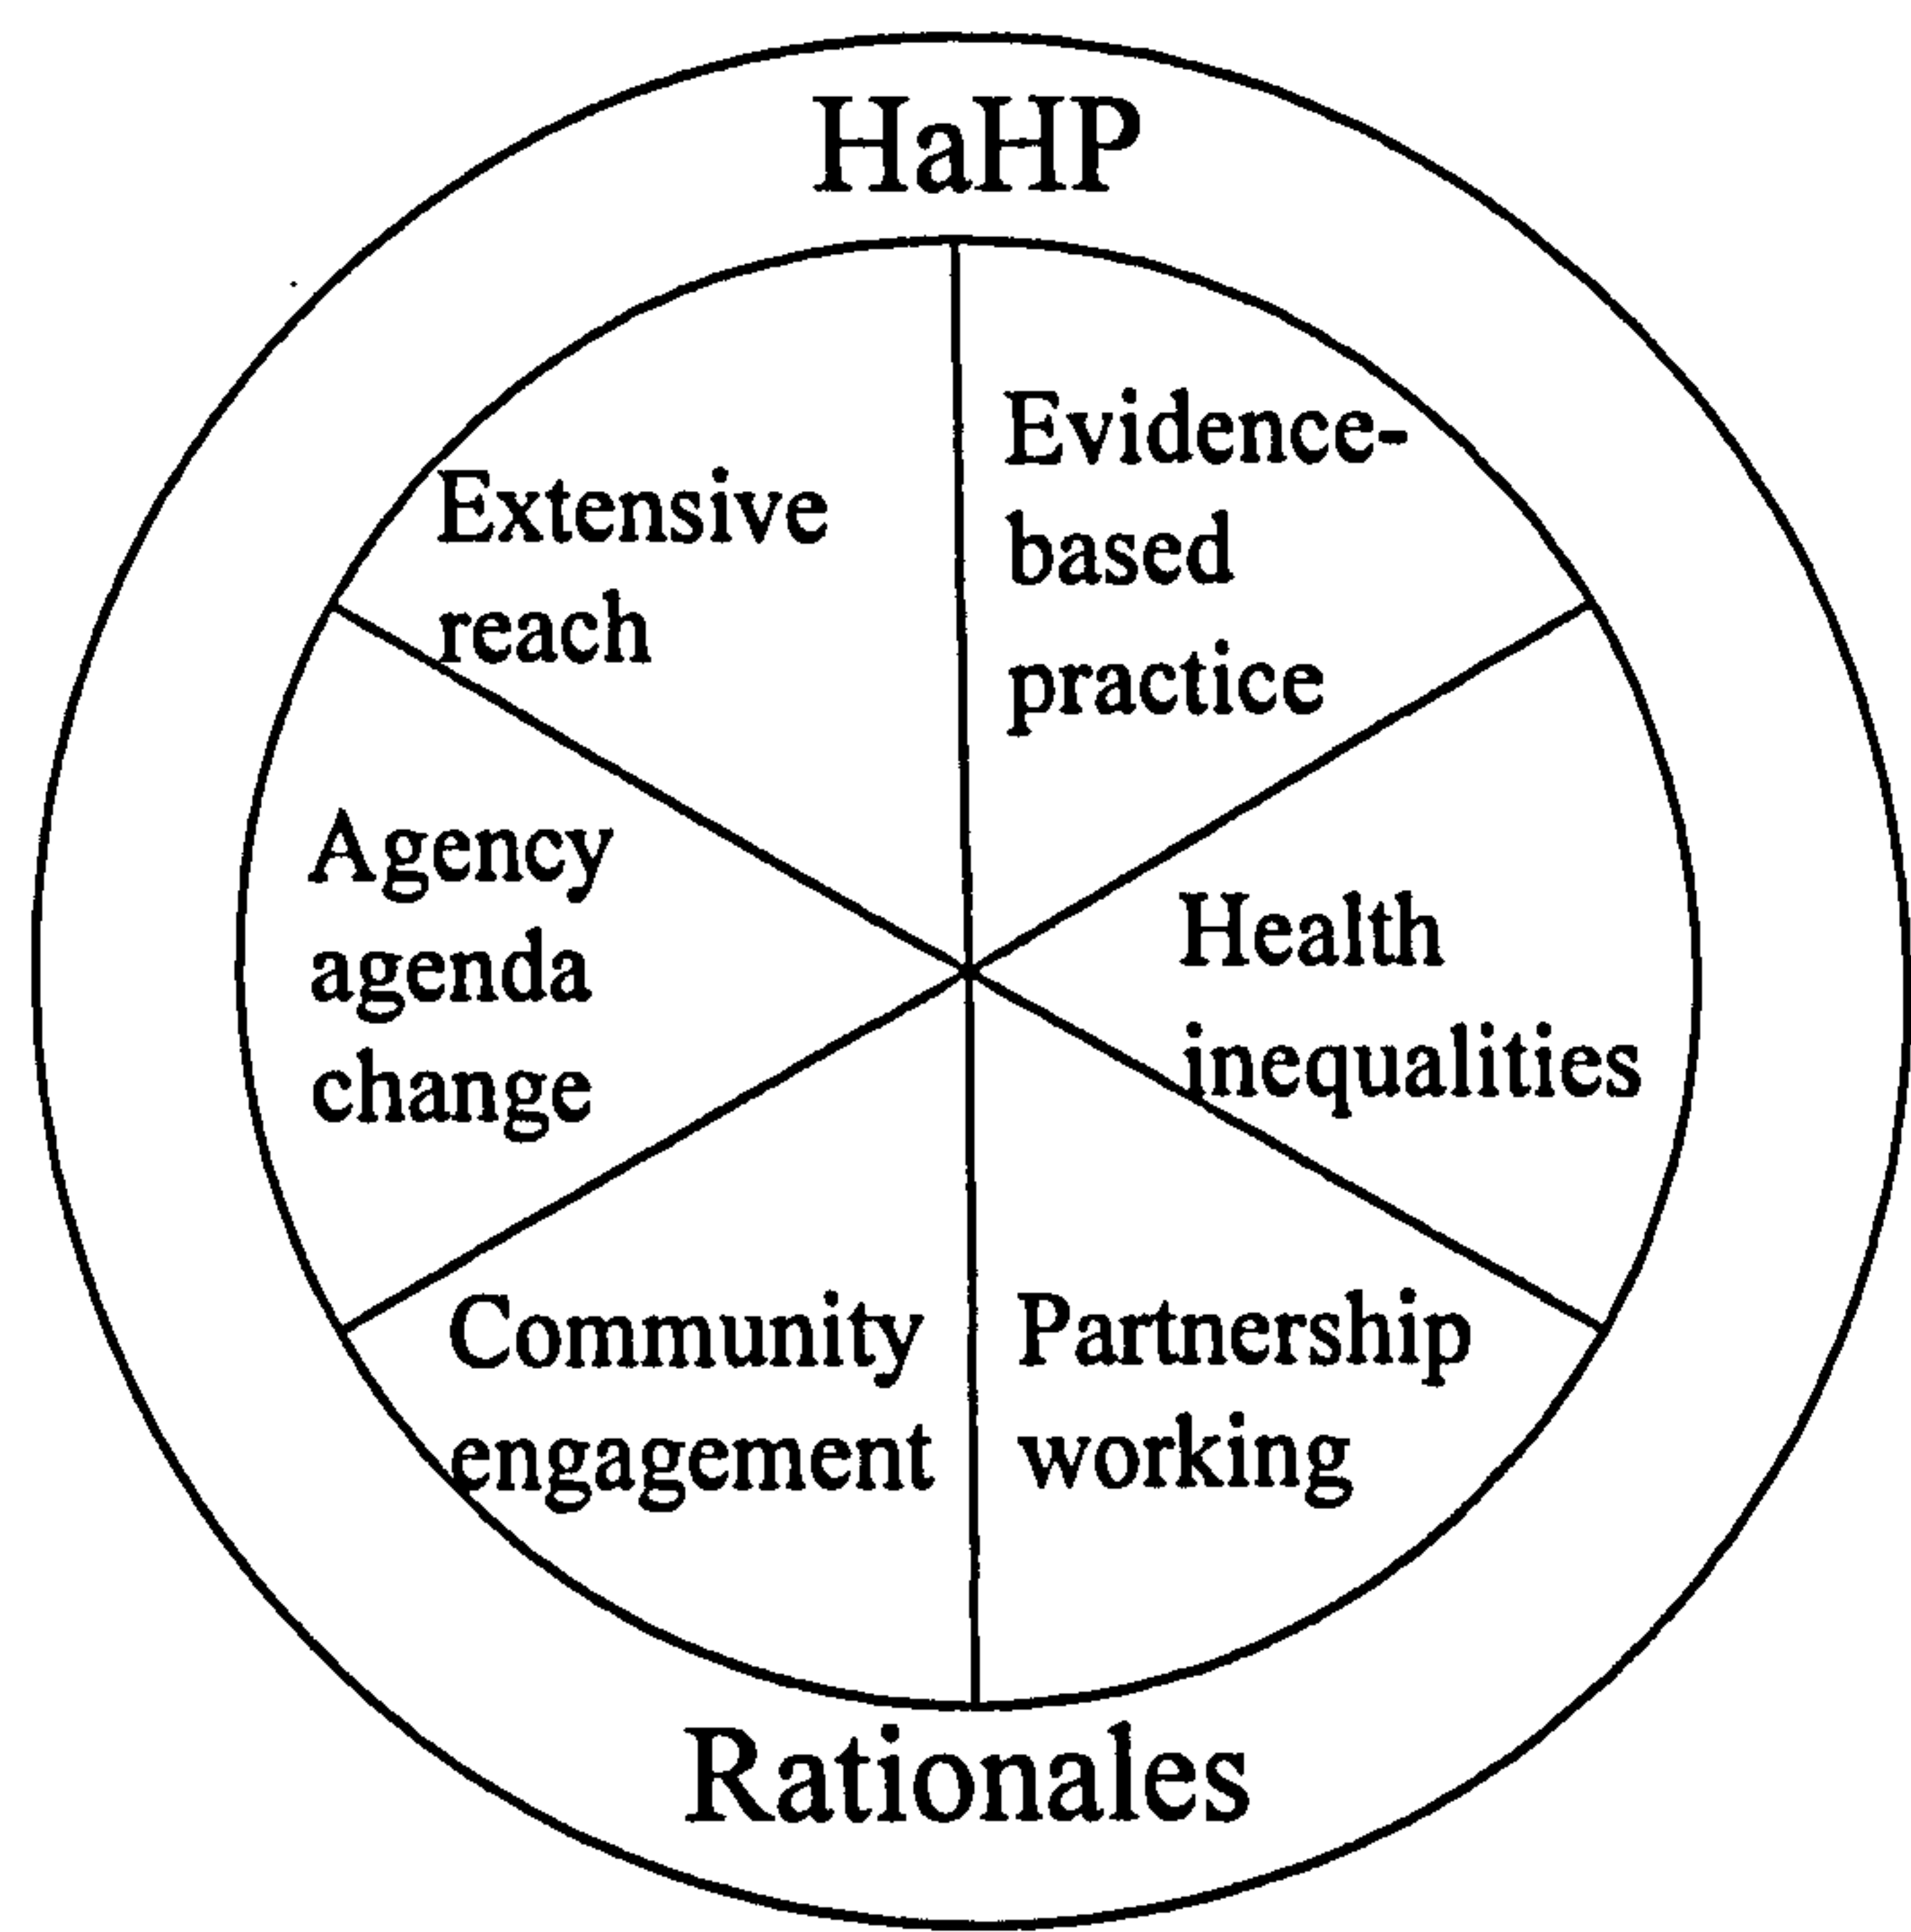 HaHP
Evidence-
based
practice
Health
inequalities
Partnership
working
Community
engagement
Agency
agenda
change
Extensive
reach
Rationales